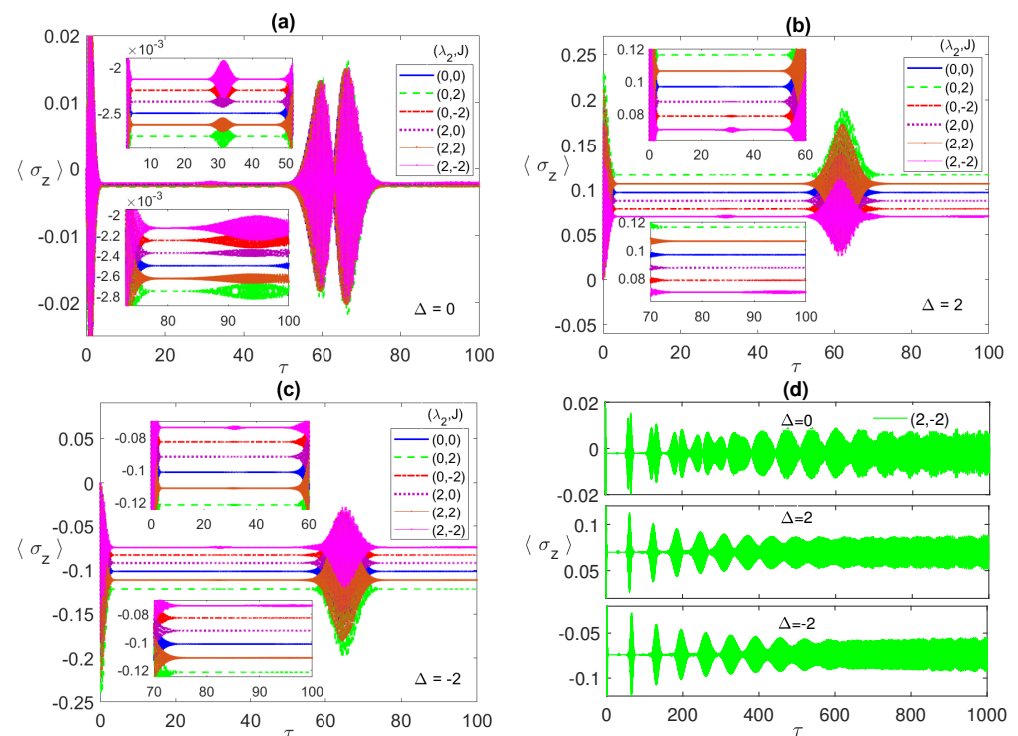 (a)
0.02
0.01
0
-0.01
-0.02
⟨ σz ⟩
0 20 40 60 80 100
τ
× 10⁻³
-2
-2.5
10 20 30 40 50
× 10⁻³
-2
-2.2
-2.4
-2.6
-2.8
80 90 100
(λ₂,J)
(0,0)
(0,2)
(0,-2)
(2,0)
(2,2)
(2,-2)
Δ = 0
(b)
0.25
0.2
0.15
0.1
0.05
0
-0.05
⟨ σz ⟩
0 20 40 60 80 100
τ
0.12
0.1
0.08
0 20 40 60
0.12
0.1
0.08
70 80 90 100
(λ₂,J)
(0,0)
(0,2)
(0,-2)
(2,0)
(2,2)
(2,-2)
Δ = 2
(c)
0.05
0
-0.05
-0.1
-0.15
-0.2
-0.25
⟨ σz ⟩
0 20 40 60 80 100
τ
-0.08
-0.1
-0.12
0 20 40 60
-0.08
-0.1
-0.12
70 80 90 100
(λ₂,J)
(0,0)
(0,2)
(0,-2)
(2,0)
(2,2)
(2,-2)
Δ = -2
(d)
0.02
0
-0.02
Δ=0
(2,-2)
0.1
0.05
⟨ σz ⟩
Δ=2
-0.05
-0.1
Δ=-2
0 200 400 600 800 1000
τ